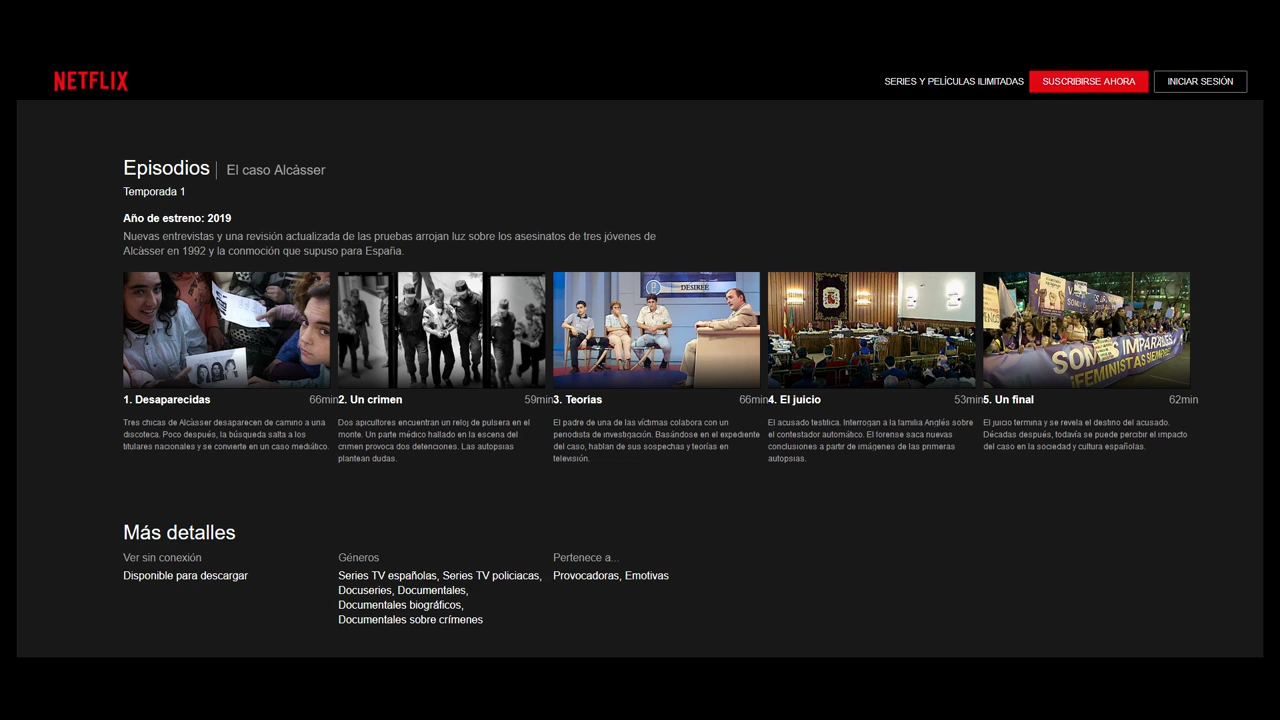 NETFLIX
SERIES Y PELÍCULAS ILIMITADAS
SUSCRIBIRSE AHORA
INICIAR SESIÓN
Episodios
El caso Alcàsser
Temporada 1
Año de estreno: 2019
Nuevas entrevistas y una revisión actualizada de las pruebas arrojan luz sobre los asesinatos de tres jóvenes de
Alcàsser en 1992 y la conmoción que supuso para España.
DESIREÉ
SOMOS IMPARABLES
¡FEMINISTAS SIEMPRE!
1. Desaparecidas 66min
Tres chicas de Alcàsser desaparecen de camino a una
discoteca. Poco después, la búsqueda salta a los
titulares nacionales y se convierte en un caso mediático.
2. Un crimen 59min
Dos apicultores encuentran un reloj de pulsera en el
monte. Un parte médico hallado en la escena del
crimen provoca dos detenciones. Las autopsias
plantean dudas.
3. Teorías 66min
El padre de una de las víctimas colabora con un
periodista de investigación. Basándose en el expediente
del caso, hablan de sus sospechas y teorías en
televisión.
4. El juicio 53min
El acusado testifica. Interrogan a la familia Anglés sobre
el contestador automático. El forense saca nuevas
conclusiones a partir de imágenes de las primeras
autopsias.
5. Un final 62min
El juicio termina y se revela el destino del acusado.
Décadas después, todavía se puede percibir el impacto
del caso en la sociedad y cultura españolas.
Más detalles
Ver sin conexión
Disponible para descargar
Géneros
Series TV españolas, Series TV policiacas,
Docuseries, Documentales,
Documentales biográficos,
Documentales sobre crímenes
Pertenece a...
Provocadoras, Emotivas